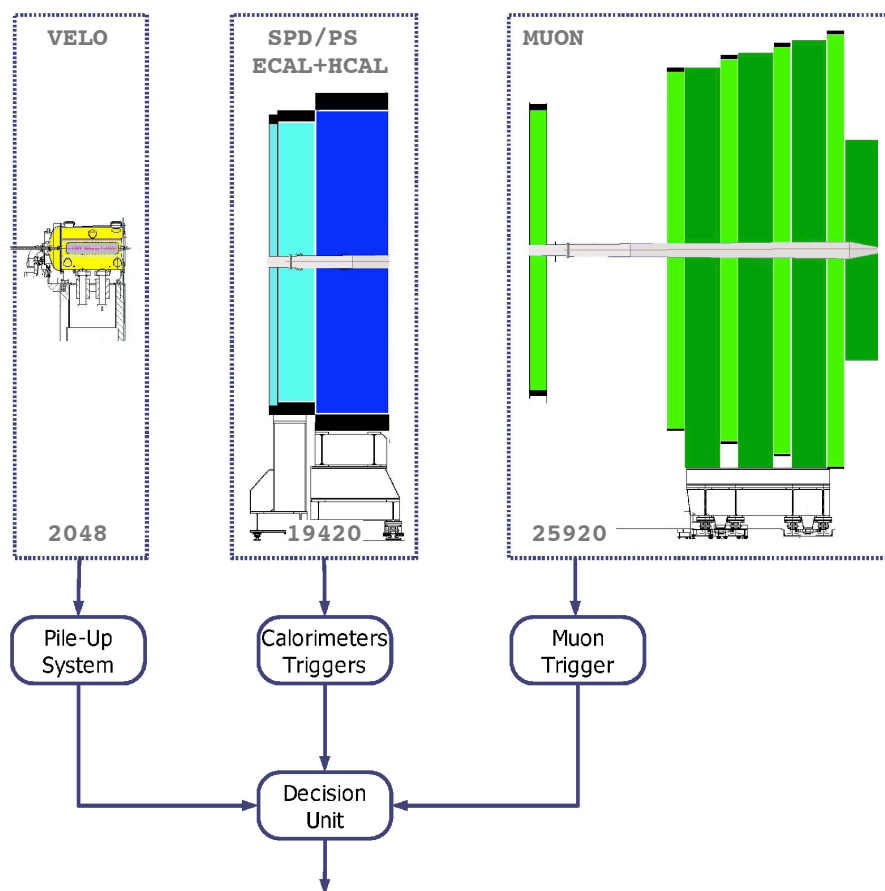 VELO
SPD/PS
ECAL+HCAL
MUON
2048
19420
25920
Pile-Up
System
Calorimeters
Triggers
Muon
Trigger
Decision
Unit